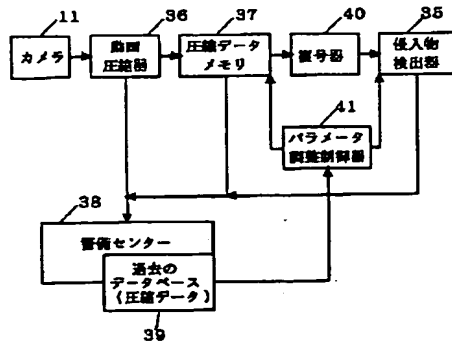 11
36
37
40
35
カメラ
動画
圧縮器
圧縮データ
メモリ
復号器
侵入物
検出器
41
パラメータ
調整制御器
38
警備センター
過去の
データベース
(圧縮データ)
39